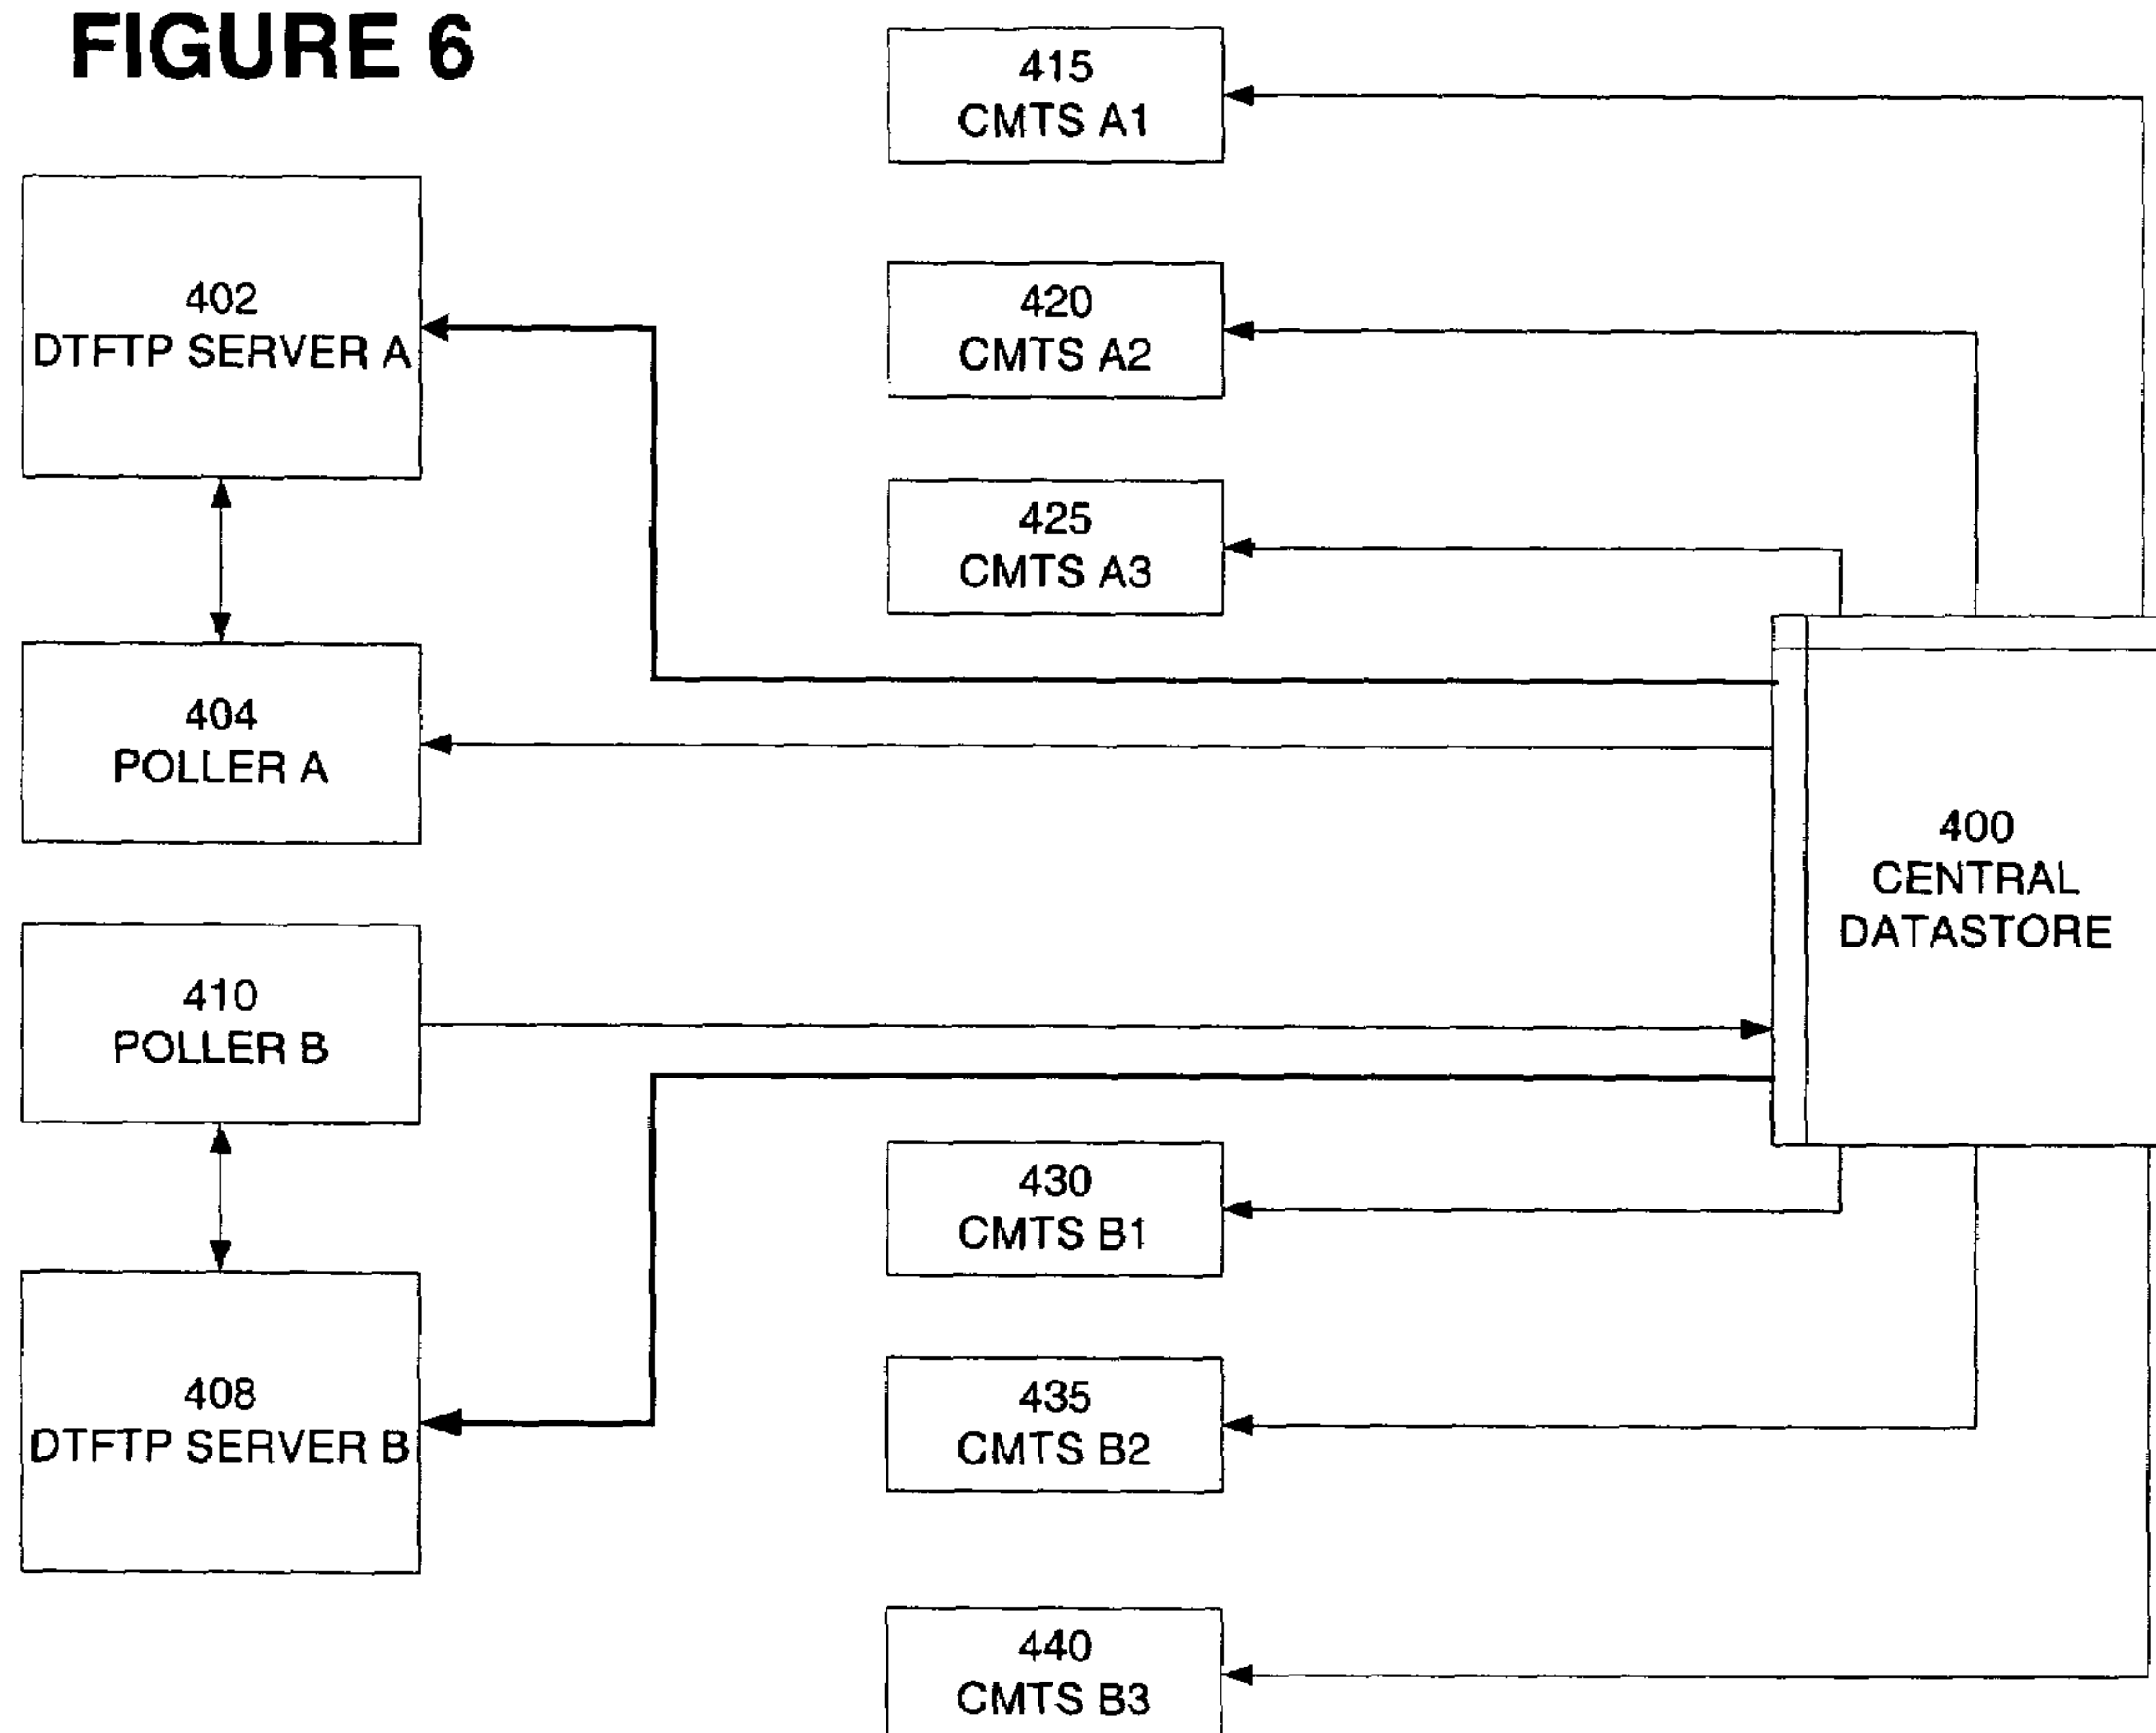 FIGURE 6
415
CMTS A1
402
DTFTP SERVER A
420
CMTS A2
425
CMTS A3
404
POLLER A
400
CENTRAL
DATASTORE
410
POLLER B
430
CMTS B1
408
DTFTP SERVER B
435
CMTS B2
440
CMTS B3